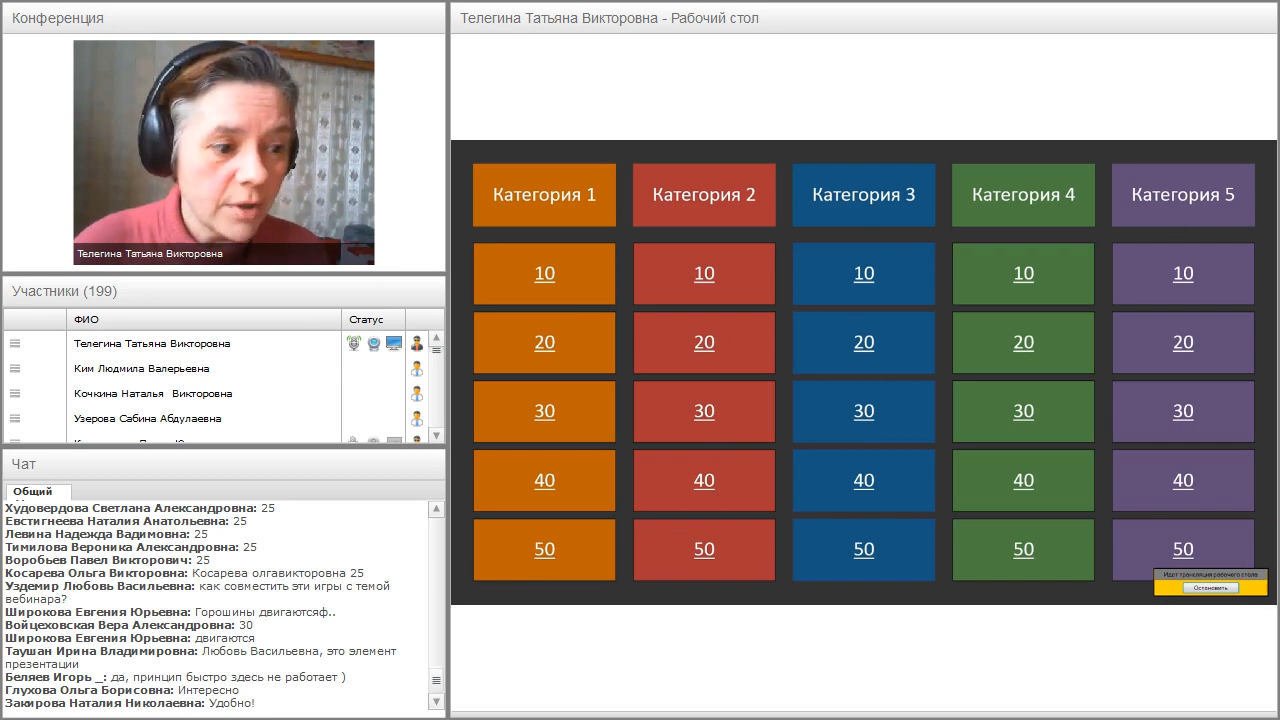 Конференция
Телегина Татьяна Викторовна
Участники (199)
ФИО
Статус
Телегина Татьяна Викторовна
Ким Людмила Валерьевна
Кочкина Наталья Викторовна
Узерова Сабина Абдулаевна
Чат
Общий
Худовердова Светлана Александровна: 25
Евстигнеева Наталия Анатольевна: 25
Левина Надежда Вадимовна: 25
Тимилова Вероника Александровна: 25
Воробьев Павел Викторович: 25
Косарева Ольга Викторовна: Косарева олгавикторовна 25
Уздемир Любовь Васильевна: как совместить эти игры с темой
вебинара?
Широкова Евгения Юрьевна: Горошины двигаютсяф..
Войцеховская Вера Александровна: 30
Широкова Евгения Юрьевна: двигаются
Таушан Ирина Владимировна: Любовь Васильевна, это элемент
презентации
Беляев Игорь _: да, принцип быстро здесь не работает )
Глухова Ольга Борисовна: Интересно
Закирова Наталия Николаевна: Удобно!
Телегина Татьяна Викторовна - Рабочий стол
Категория 1 Категория 2 Категория 3 Категория 4 Категория 5
10 10 10 10 10
20 20 20 20 20
30 30 30 30 30
40 40 40 40 40
50 50 50 50 50
Идет трансляция рабочего стола
Остановить